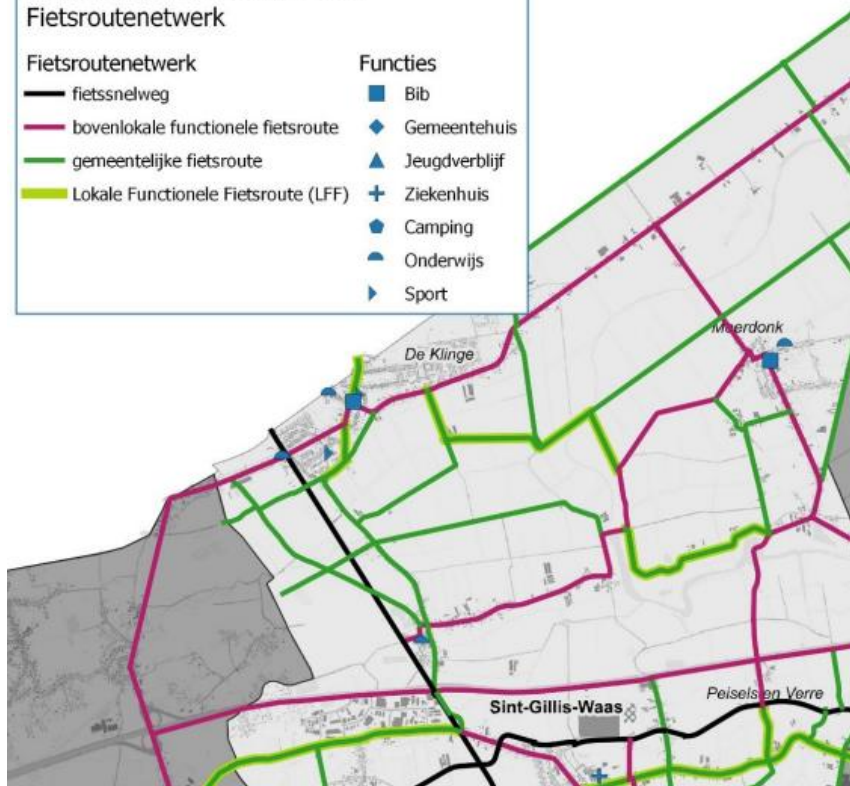 Fietsroutenetwerk
Fietsroutenetwerk
fietssnelweg
bovenlokale functionele fietsroute
gemeentelijke fietsroute
Lokale Functionele Fietsroute (LFF)
Functies
Bib
Gemeentehuis
Jeugdverblijf
Ziekenhuis
Camping
Onderwijs
Sport
Meerdonk
De Klinge
Peisels en Verre
Sint-Gillis-Waas